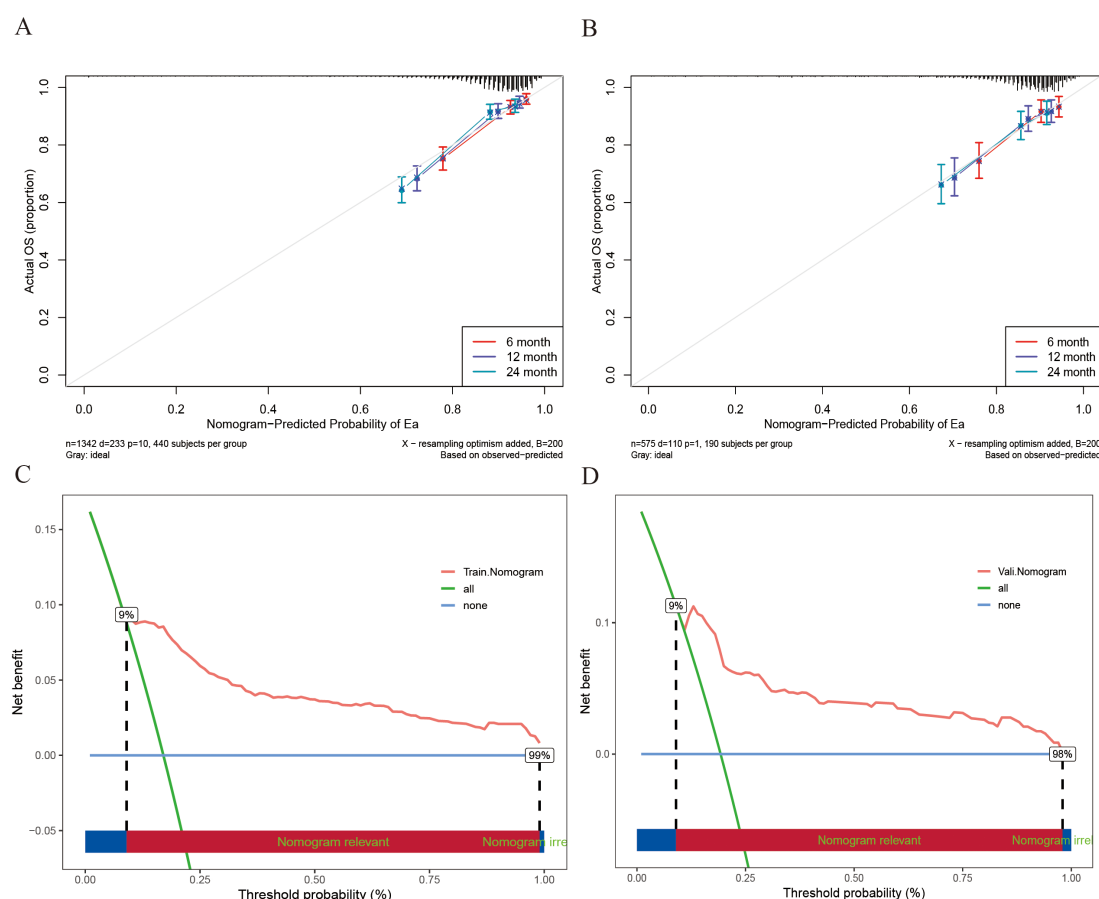 A
Actual OS (proportion)
1.0
0.8
0.6
0.4
0.2
0.0
6 month
12 month
24 month
0.0 0.2 0.4 0.6 0.8 1.0
Nomogram−Predicted Probability of Ea
n=1342 d=233 p=10, 440 subjects per group
Gray: ideal
X − resampling optimism added, B=200
Based on observed−predicted
B
Actual OS (proportion)
1.0
0.8
0.6
0.4
0.2
0.0
6 month
12 month
24 month
0.0 0.2 0.4 0.6 0.8 1.0
Nomogram−Predicted Probability of Ea
n=575 d=110 p=1, 190 subjects per group
Gray: ideal
X − resampling optimism added, B=200
Based on observed−predicted
C
Net benefit
0.15
0.10
0.05
0.00
−0.05
Train.Nomogram
all
none
9%
99%
Nomogram relevant
Nomogram irrel
0.00 0.25 0.50 0.75 1.00
Threshold probability (%)
D
Net benefit
0.1
0.0
Vali.Nomogram
all
none
9%
98%
Nomogram relevant
Nomogram irrel
0.00 0.25 0.50 0.75 1.00
Threshold probability (%)